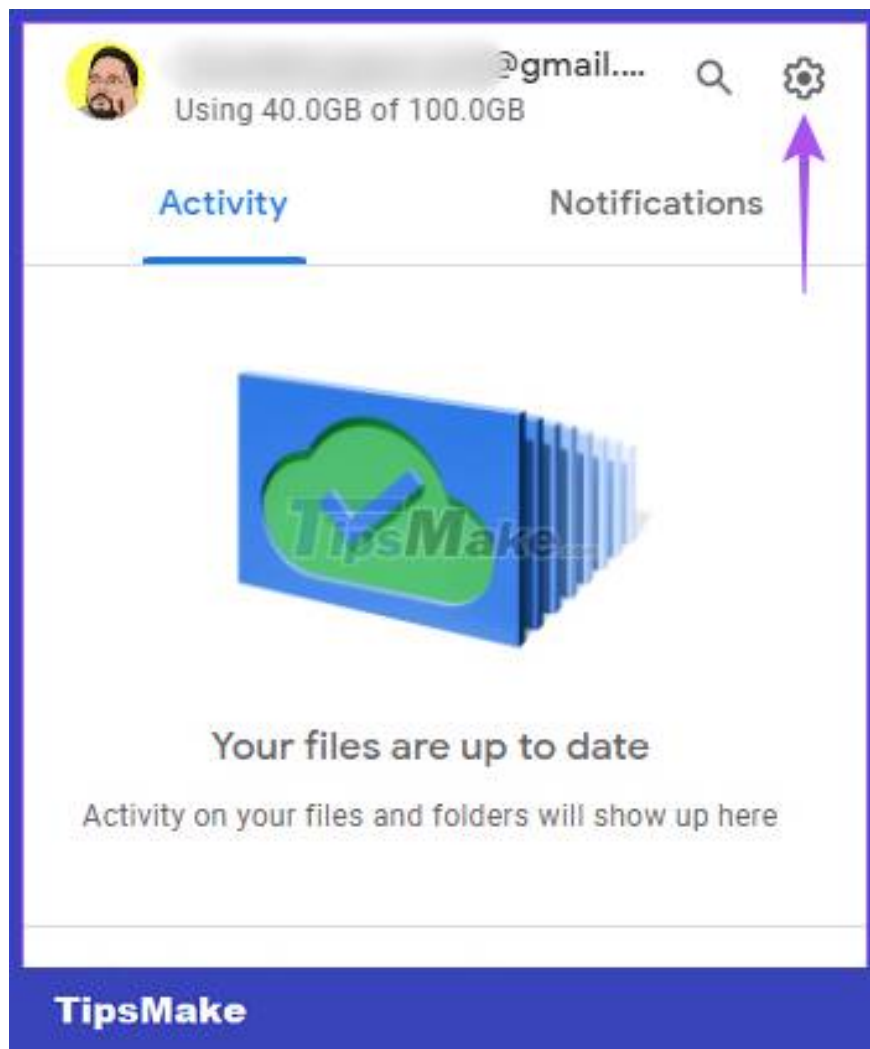 @gmail....
Using 40.0GB of 100.0GB
Activity
Notifications
TipsMake.com
Your files are up to date
Activity on your files and folders will show up here
TipsMake